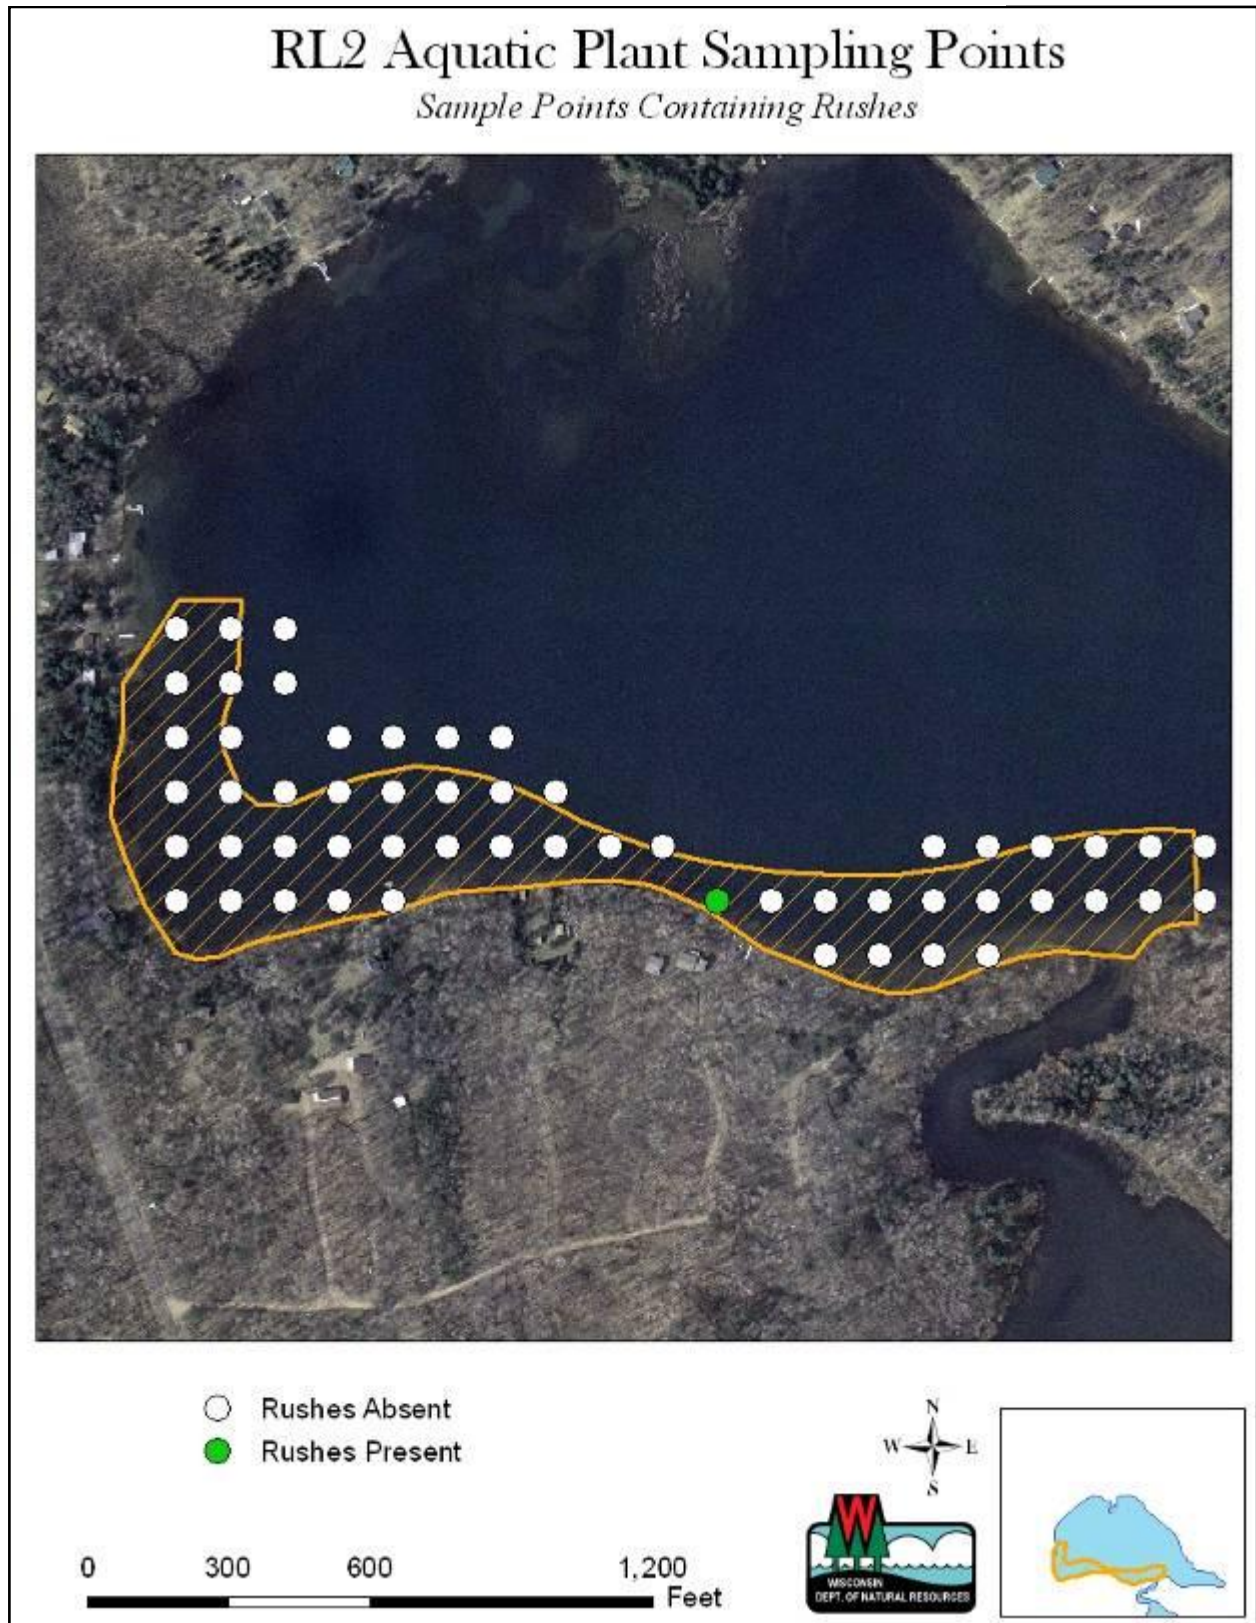 RL2 Aquatic Plant Sampling Points
Sample Points Containing Rushes
Rushes Absent
Rushes Present
N
W E
S
0 300 600 1,200
Feet
W
WISCONSIN
DEPT. OF NATURAL RESOURCES